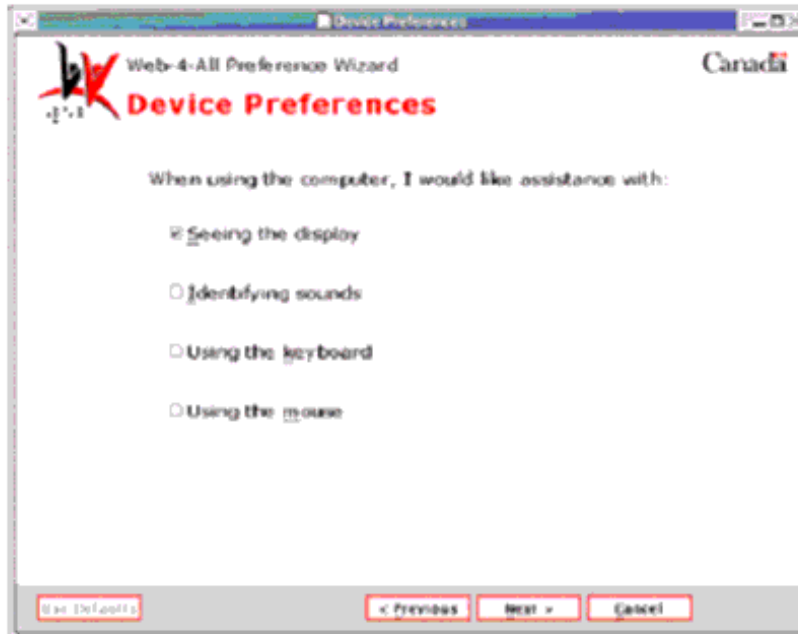 Device Preferences
Web-4-All Preference Wizard
Canada
Device Preferences
When using the computer, I would like assistance with:
Seeing the display
Identifying sounds
Using the keyboard
Using the mouse
Use Defaults
< Previous
Next >
Cancel